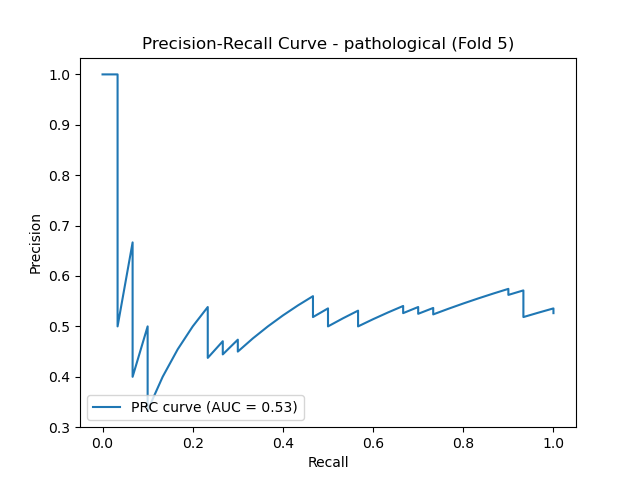 Precision-Recall Curve - pathological (Fold 5)
1.0
0.9
0.8
0.7
0.6
0.5
0.4
0.3
Precision
PRC curve (AUC = 0.53)
0.0 0.2 0.4 0.6 0.8 1.0
Recall